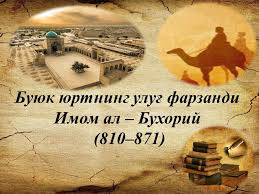 Буюк юртнинг улуғ фарзанди
Имом ал – Бухорий
(810–871)